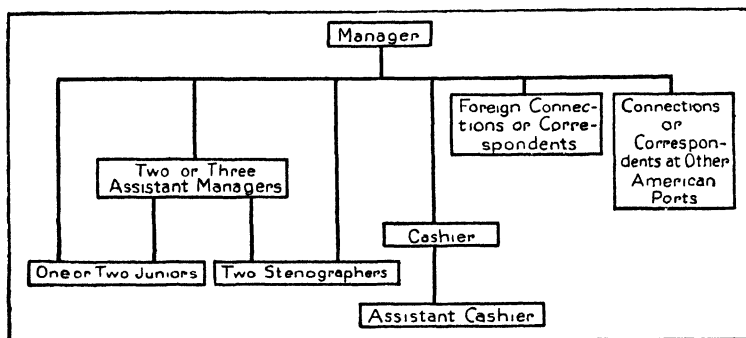 Manager
Foreign Connec-
tions or Corre-
spondents
Connections
or
Correspon-
dents at Other
American
Ports
Two or Three
Assistant Managers
Cashier
One or Two Juniors
Two Stenographers
Assistant Cashier